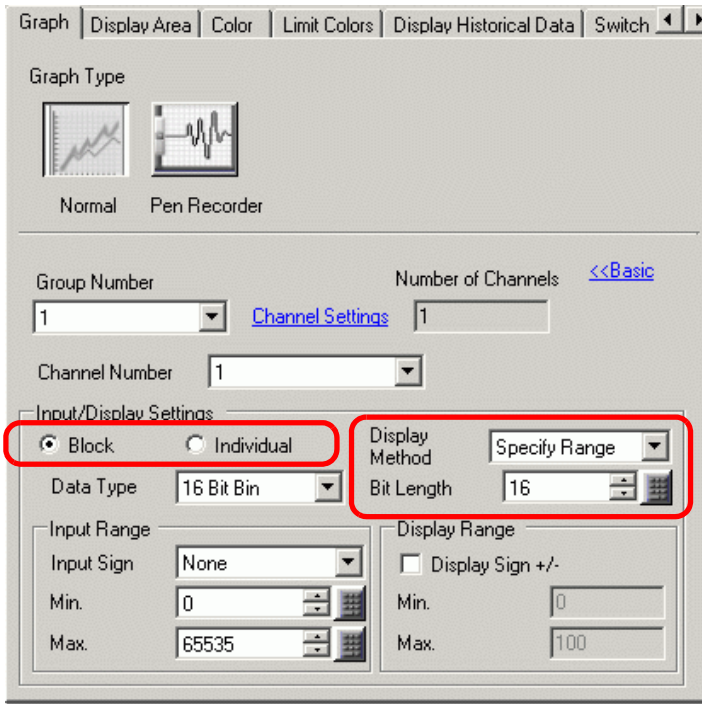 Graph Display Area Color Limit Colors Display Historical Data Switch
Graph Type
Normal Pen Recorder
Group Number Number of Channels <<Basic
1 Channel Settings 1
Channel Number 1
Input/Display Settings
Block Individual Display Method Specify Range
Data Type 16 Bit Bin Bit Length 16
Input Range Display Range
Input Sign None Display Sign +/-
Min. 0 Min. 0
Max. 65535 Max. 100